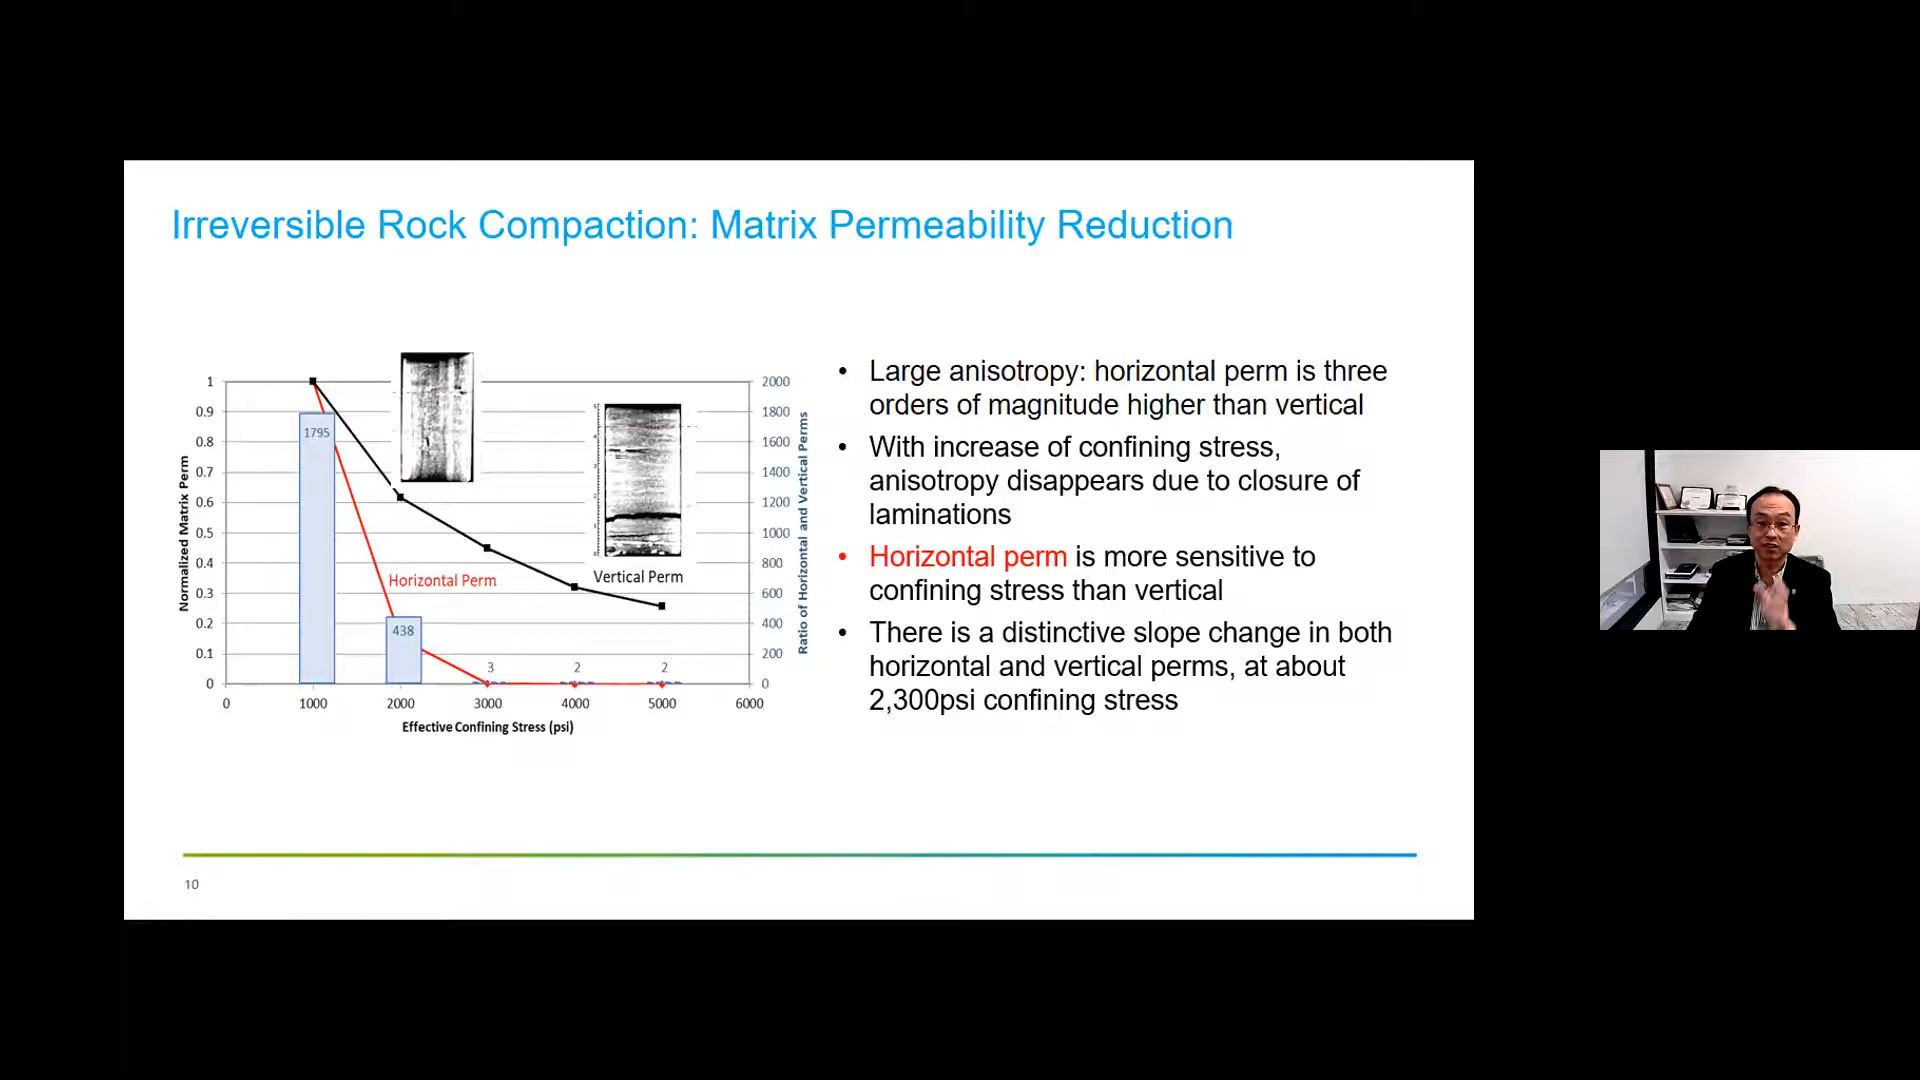 Irreversible Rock Compaction: Matrix Permeability Reduction
1
0.9
0.8
0.7
0.6
0.5
0.4
0.3
0.2
0.1
0
Normalized Matrix Perm
1795
438
3
2
2
Horizontal Perm
Vertical Perm
2000
1800
1600
1400
1200
1000
800
600
400
200
0
Ratio of Horizontal and Vertical Perms
0 1000 2000 3000 4000 5000 6000
Effective Confining Stress (psi)
• Large anisotropy: horizontal perm is three
orders of magnitude higher than vertical
• With increase of confining stress,
anisotropy disappears due to closure of
laminations
• Horizontal perm is more sensitive to
confining stress than vertical
• There is a distinctive slope change in both
horizontal and vertical perms, at about
2,300psi confining stress
10